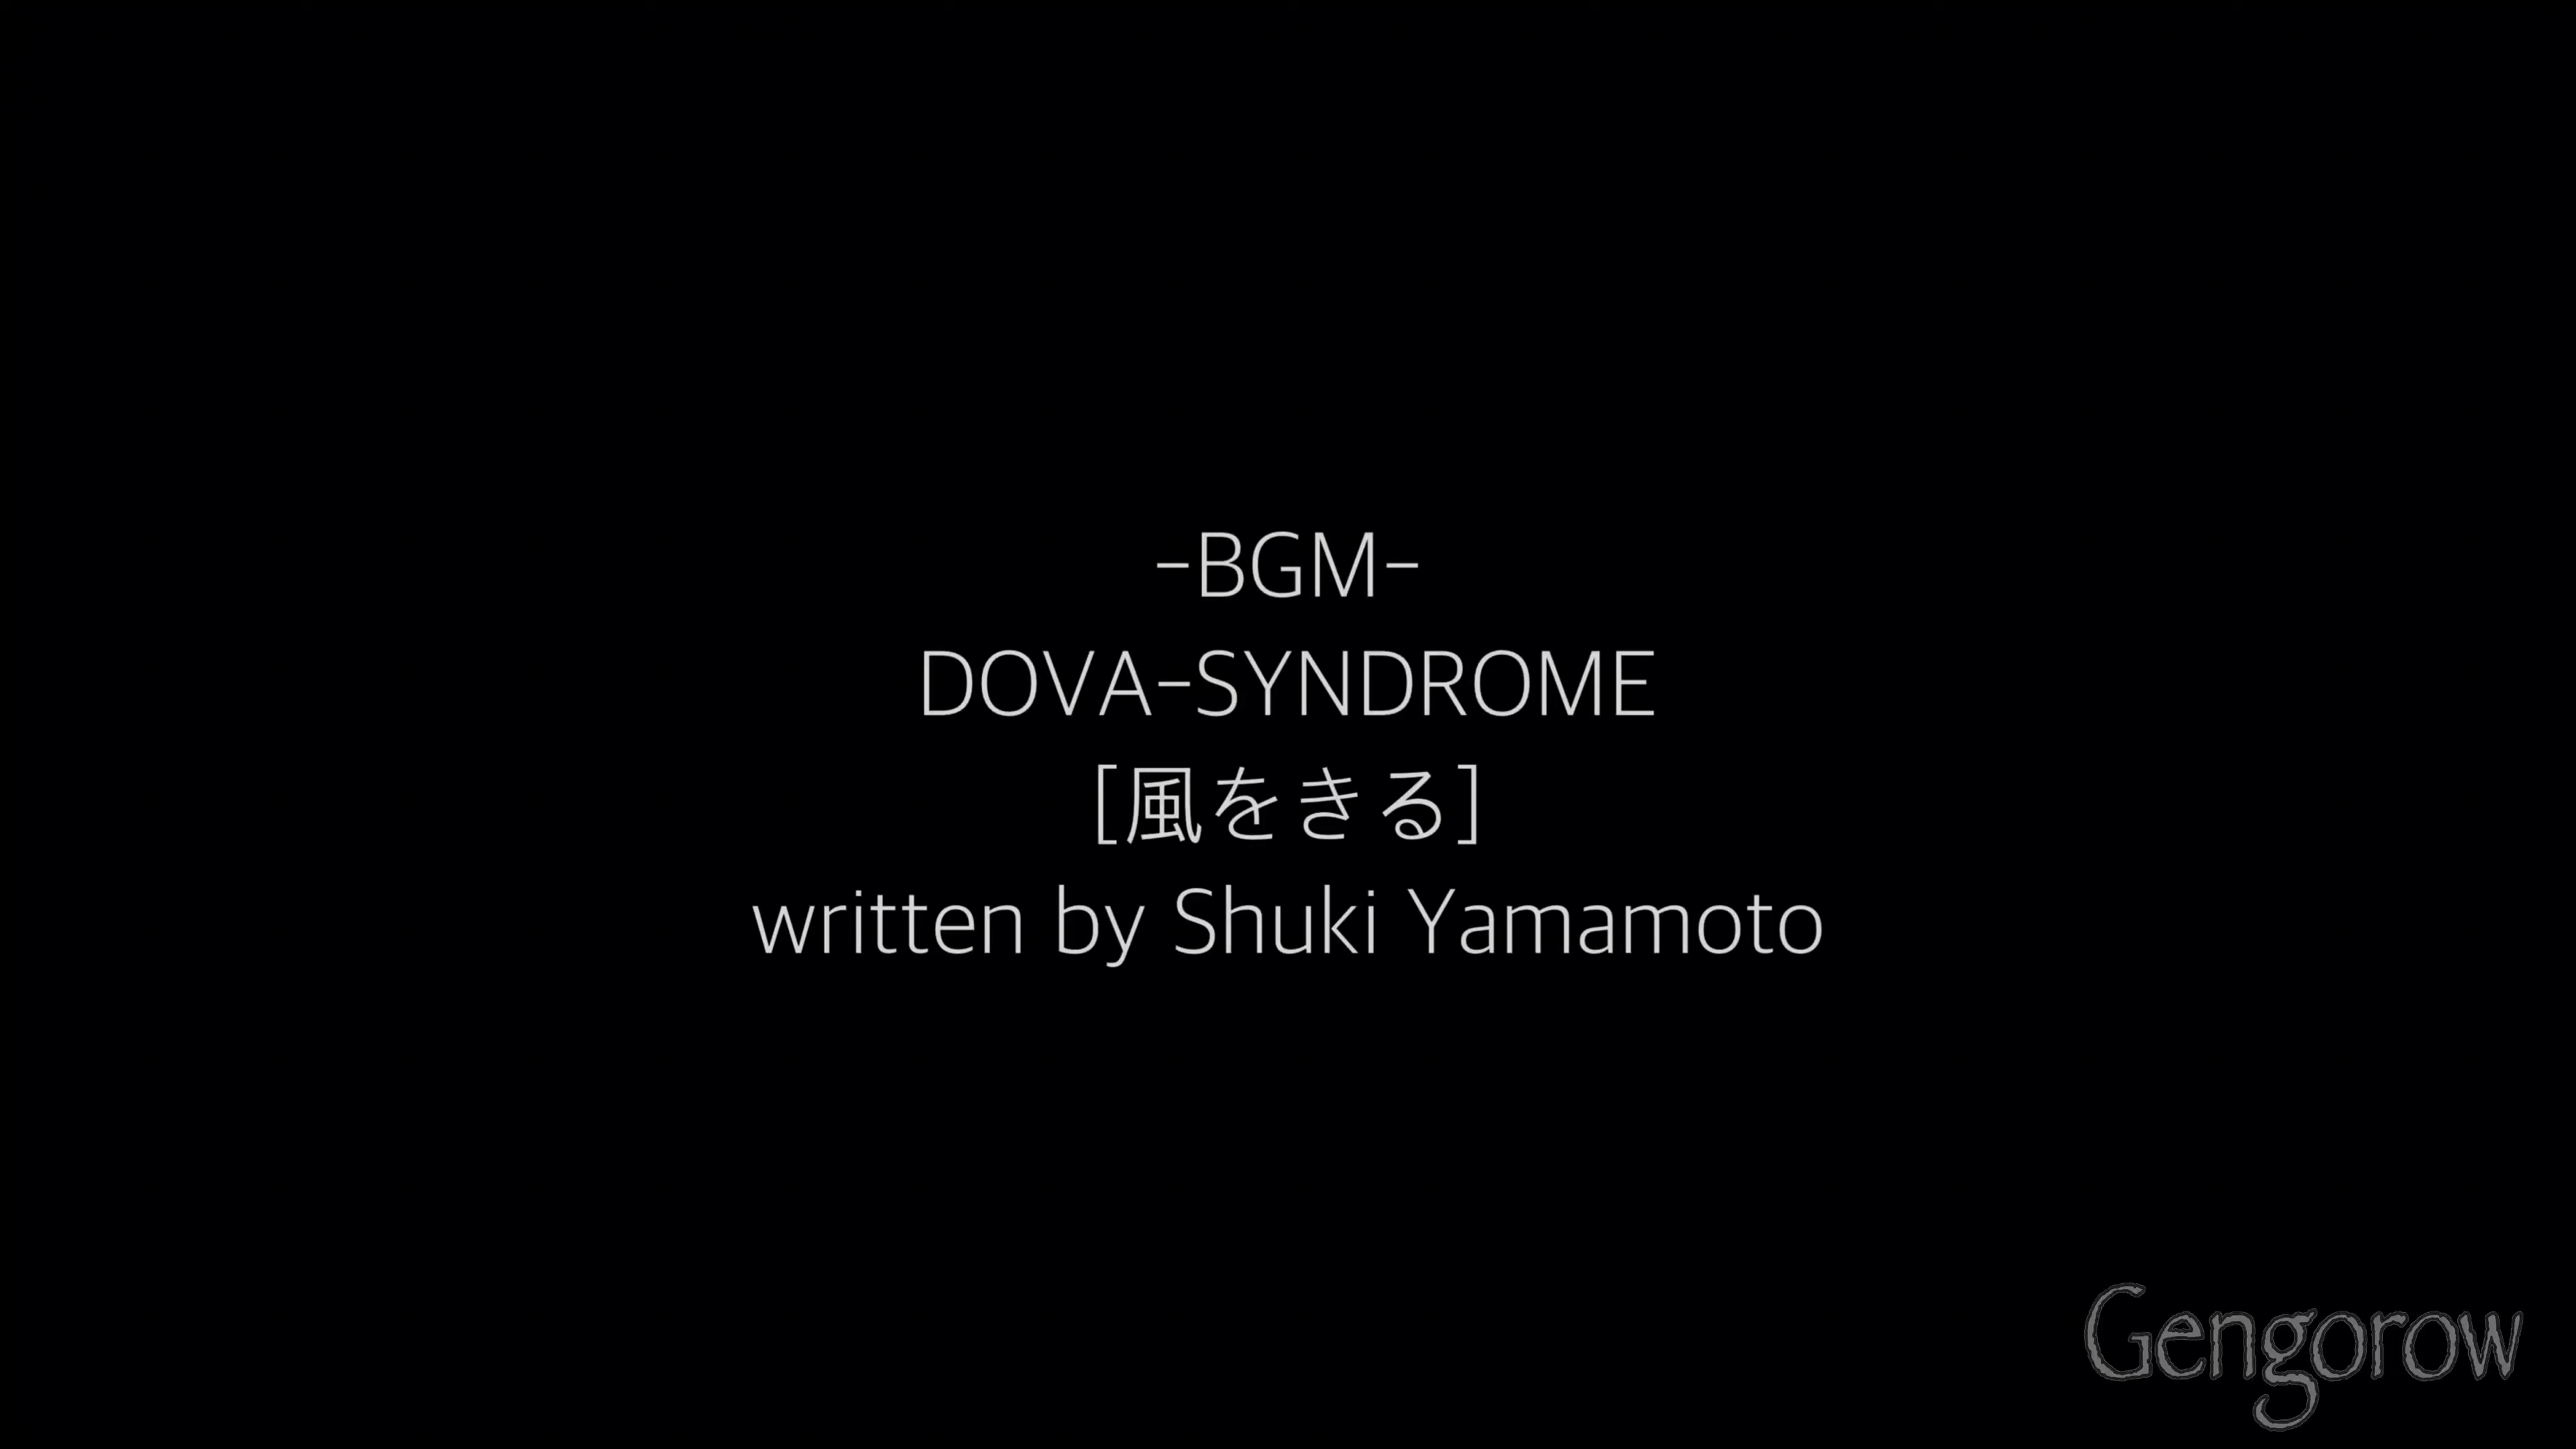 -BGM-
DOVA-SYNDROME
[風をきる]
written by Shuki Yamamoto
Gengorow